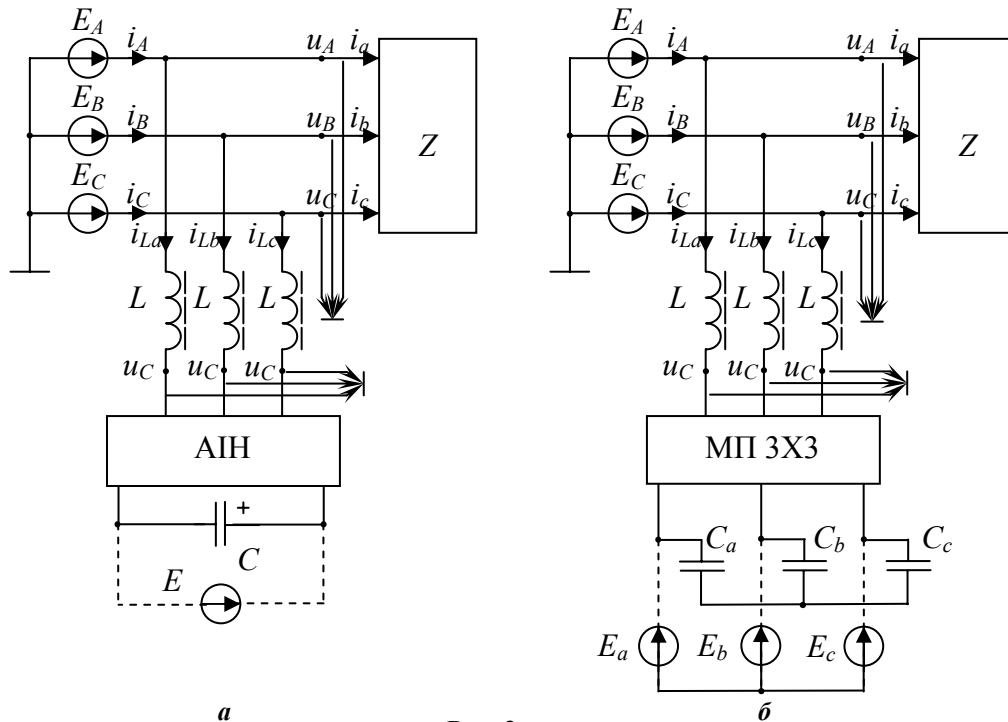 E_A i_A u_A i_a
E_B i_B u_B i_b
Z
E_C i_C u_C i_c
i_La i_Lb i_Lc
L L L
u_C u_C u_C
АІН
+
C
E
а
E_A i_A u_A i_a
E_B i_B u_B i_b
Z
E_C i_C u_C i_c
i_La i_Lb i_Lc
L L L
u_C u_C u_C
МП 3Х3
C_a C_b C_c
E_a E_b E_c
б